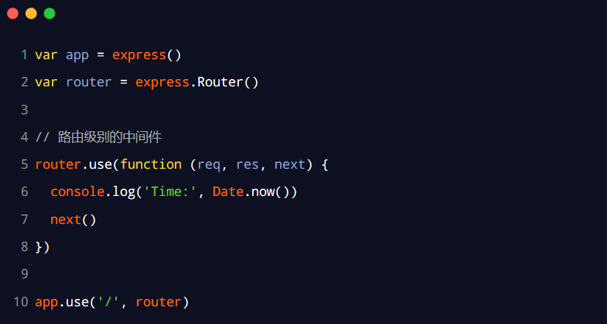 1 var app = express()
2 var router = express.Router()
3
4 // 路由级别的中间件
5 router.use(function (req, res, next) {
6   console.log('Time:', Date.now())
7   next()
8 })
9
10 app.use('/', router)